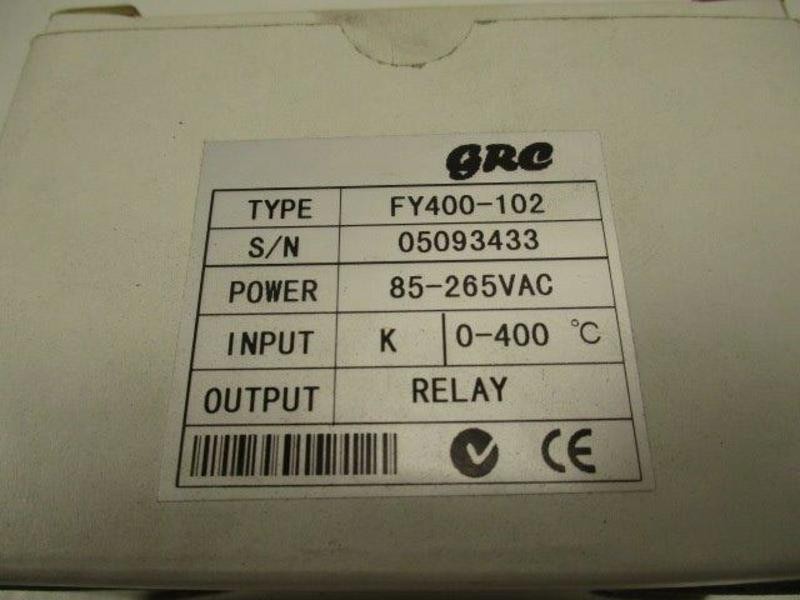 GRC
TYPE FY400-102
S/N 05093433
POWER 85-265VAC
INPUT K 0-400 ℃
OUTPUT RELAY
CE